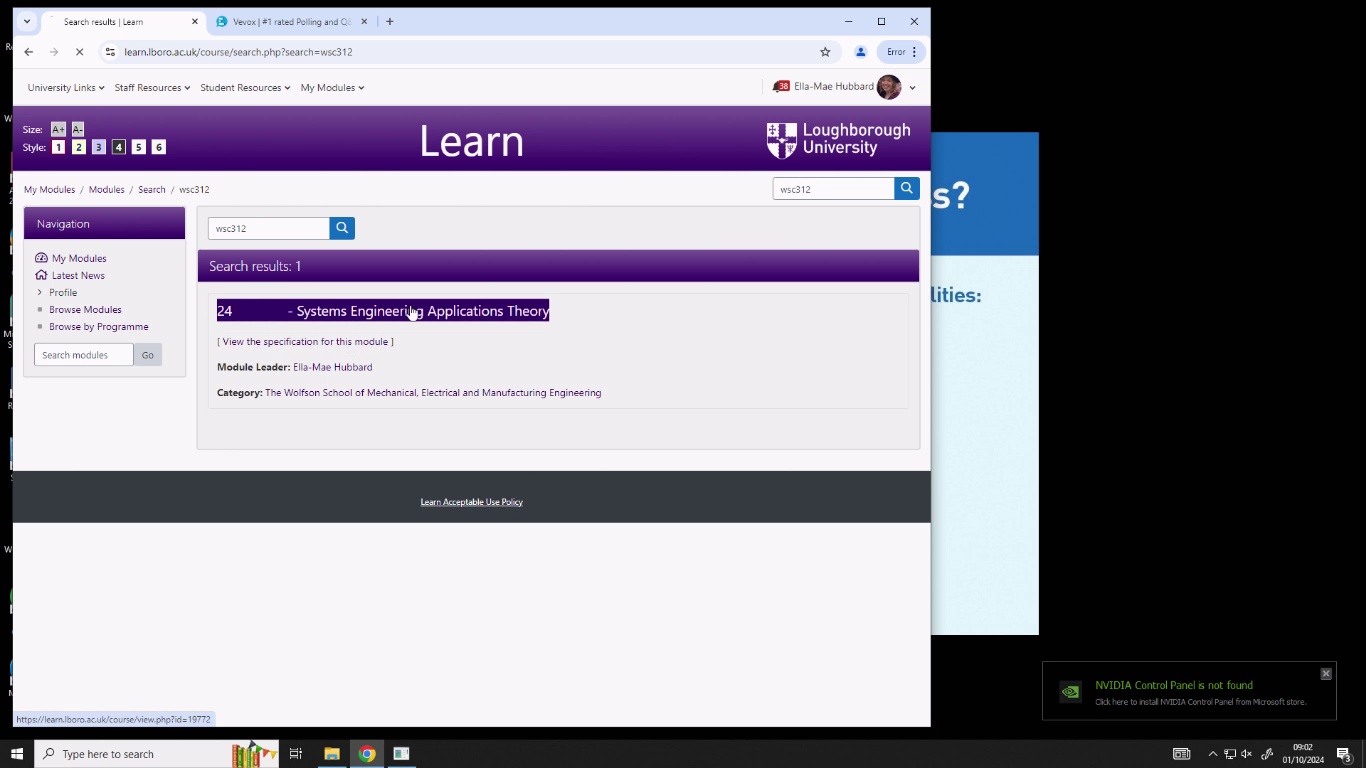 Search results | Learn
Vevox | #1 rated Polling and Q&
learn.lboro.ac.uk/course/search.php?search=wsc312
Error
University Links
Staff Resources
Student Resources
My Modules
38
Ella-Mae Hubbard
Size: A+ A-
Style: 1 2 3 4 5 6
Learn
Loughborough
University
My Modules / Modules / Search / wsc312
wsc312
Navigation
My Modules
Latest News
Profile
Browse Modules
Browse by Programme
Search modules
Go
wsc312
Search results: 1
24 - Systems Engineering Applications Theory
[ View the specification for this module ]
Module Leader: Ella-Mae Hubbard
Category: The Wolfson School of Mechanical, Electrical and Manufacturing Engineering
Learn Acceptable Use Policy
s?
lities:
NVIDIA Control Panel is not found
Click here to install NVIDIA Control Panel from Microsoft store.
https://learn.lboro.ac.uk/course/view.php?id=19772
Type here to search
09:02
01/10/2024
3